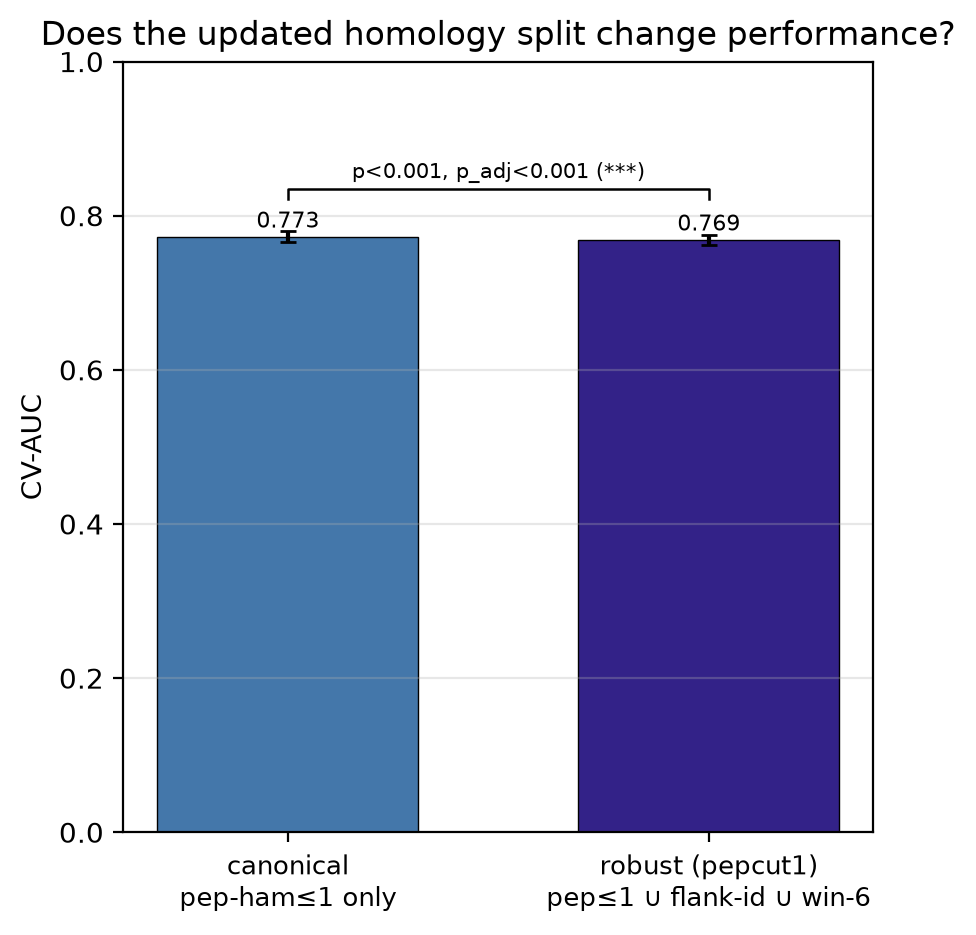 Does the updated homology split change performance?
1.0
p<0.001, p_adj<0.001 (***)
0.8
0.773
0.769
0.6
CV-AUC
0.4
0.2
0.0
canonical
pep-ham≤1 only
robust (pepcut1)
pep≤1 ∪ flank-id ∪ win-6